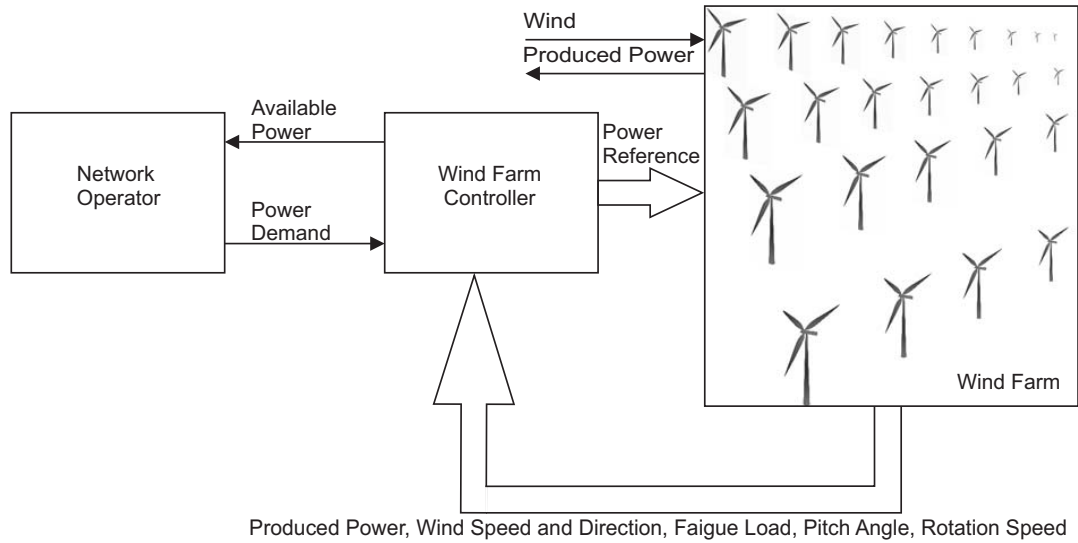 Wind
Produced Power
Available
Power
Network
Operator
Power
Demand
Wind Farm
Controller
Power
Reference
Wind Farm
Produced Power, Wind Speed and Direction, Faigue Load, Pitch Angle, Rotation Speed